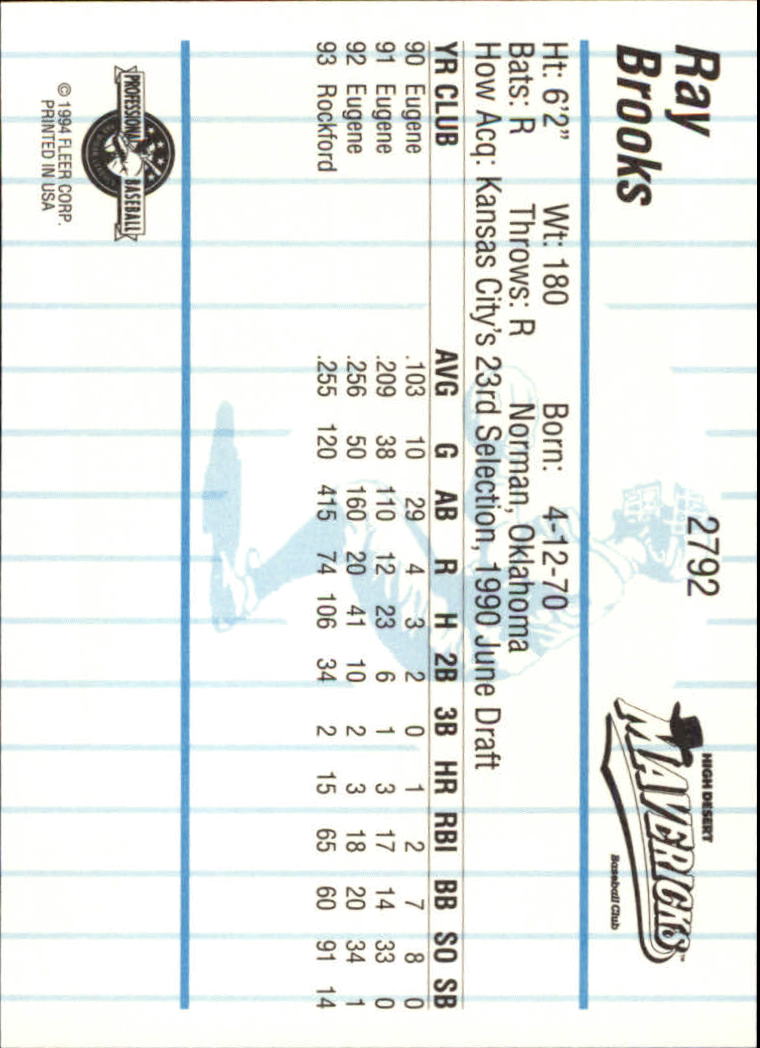 Ray
Brooks
2792
HIGH DESERT
MAVERICKS™
Baseball Club
Ht: 6'2" Wt: 180 Born: 4-12-70
Bats: R Throws: R Norman, Oklahoma
How Acq: Kansas City's 23rd Selection, 1990 June Draft
YR CLUB AVG G AB R H 2B 3B HR RBI BB SO SB
90 Eugene .103 10 29 4 3 2 0 1 2 7 8 0
91 Eugene .209 38 110 12 23 6 1 3 17 14 33 0
92 Eugene .256 50 160 20 41 10 2 3 18 20 34 1
93 Rockford .255 120 415 74 106 34 2 15 65 60 91 14
PROFESSIONAL BASEBALL
© 1994 FLEER CORP.
PRINTED IN USA